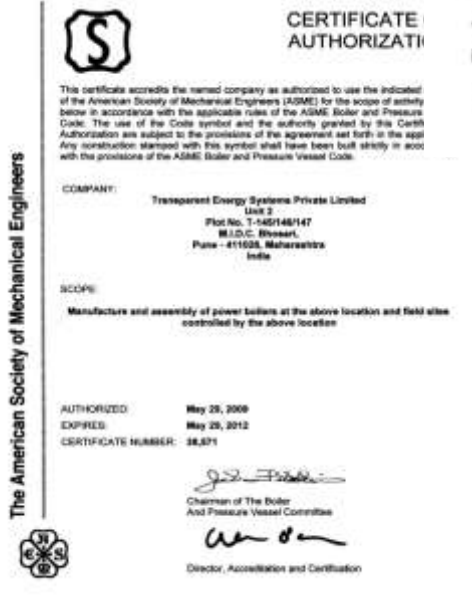 S
CERTIFICATE
AUTHORIZATI
This certificate accredits the named company as authorized to use the indicated
of the American Society of Mechanical Engineers (ASME) for the scope of activity
below in accordance with the applicable rules of the ASME Boiler and Pressure
Code. The use of the Code symbol and the authority granted by this Certifi
Authorization are subject to the provisions of the agreement set forth in the appl
Any construction stamped with this symbol shall have been built strictly in acco
with the provisions of the ASME Boiler and Pressure Vessel Code.
COMPANY:
Transparent Energy Systems Private Limited
Unit 2
Plot No. T-145/146/147
M.I.D.C. Bhosari,
Pune - 411026, Maharashtra
India
SCOPE:
Manufacture and assembly of power boilers at the above location and field sites
controlled by the above location
AUTHORIZED: May 29, 2009
EXPIRES: May 29, 2012
CERTIFICATE NUMBER: 38,571
Chairman of The Boiler
And Pressure Vessel Committee
Director, Accreditation and Certification
The American Society of Mechanical Engineers
ASME